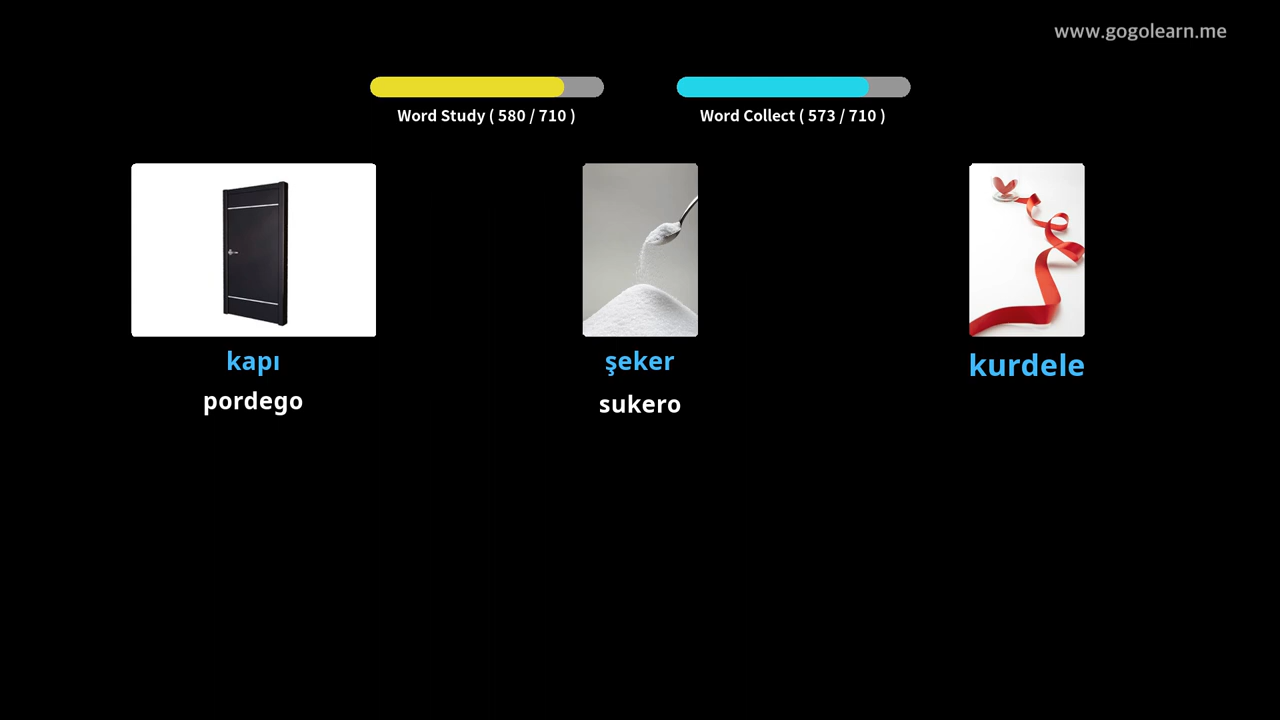 www.gogolearn.me
Word Study ( 580 / 710 )
Word Collect ( 573 / 710 )
kapı
şeker
kurdele
pordego
sukero